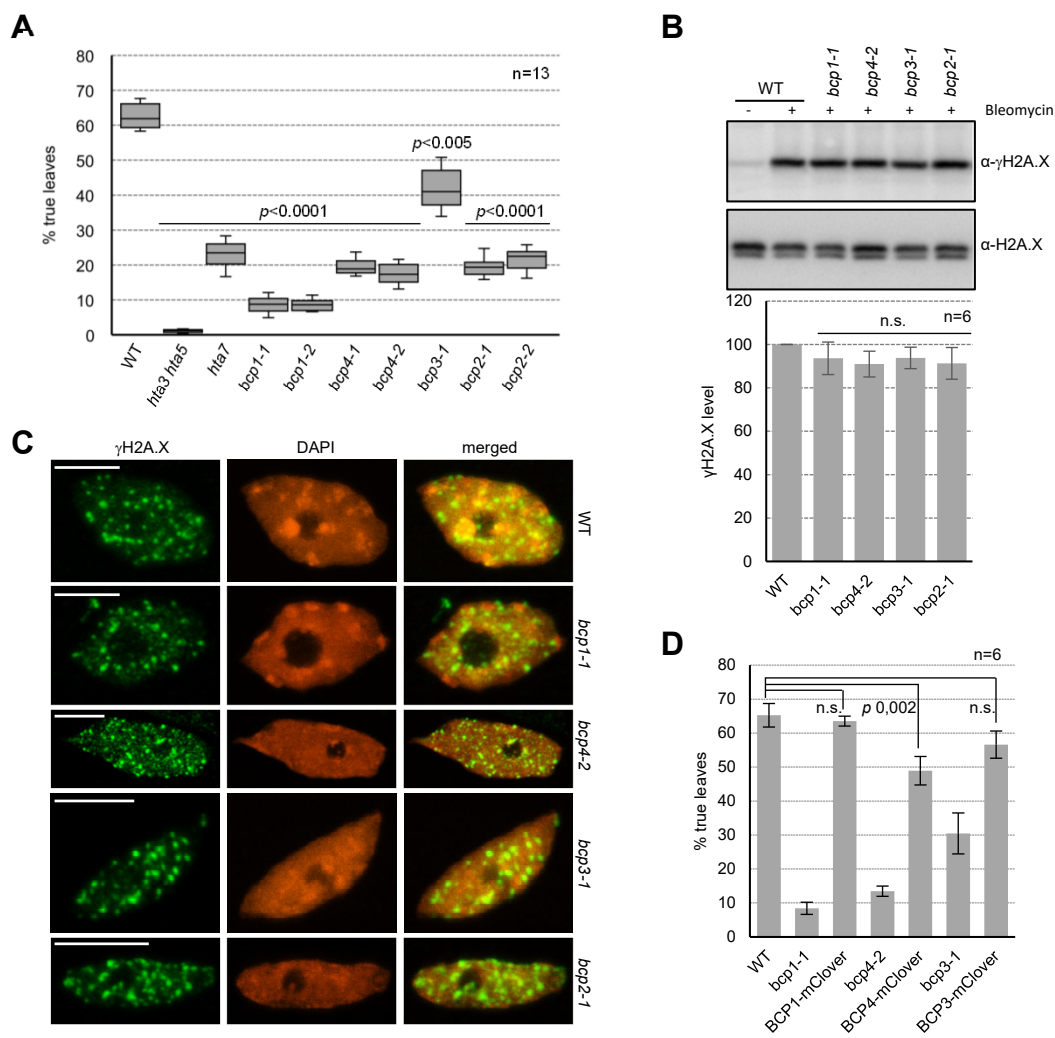 A
80
70
60
50
40
30
20
10
0
% true leaves
n=13
p<0.005
p<0.0001
p<0.0001
WT
hta3 hta5
hta7
bcp1-1
bcp1-2
bcp4-1
bcp4-2
bcp3-1
bcp2-1
bcp2-2
B
WT
bcp1-1
bcp4-2
bcp3-1
bcp2-1
- + + + + + Bleomycin
α-γH2A.X
α-H2A.X
120
100
80
60
40
20
0
γH2A.X level
n.s.
n=6
WT
bcp1-1
bcp4-2
bcp3-1
bcp2-1
C
γH2A.X DAPI merged
WT
bcp1-1
bcp4-2
bcp3-1
bcp2-1
D
n=6
80
70
60
50
40
30
20
10
0
% true leaves
n.s. p 0,002 n.s.
WT
bcp1-1
BCP1-mClover
bcp4-2
BCP4-mClover
bcp3-1
BCP3-mClover